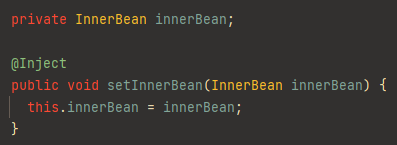 private InnerBean innerBean;
@Inject
public void setInnerBean(InnerBean innerBean) {
this.innerBean = innerBean;
}